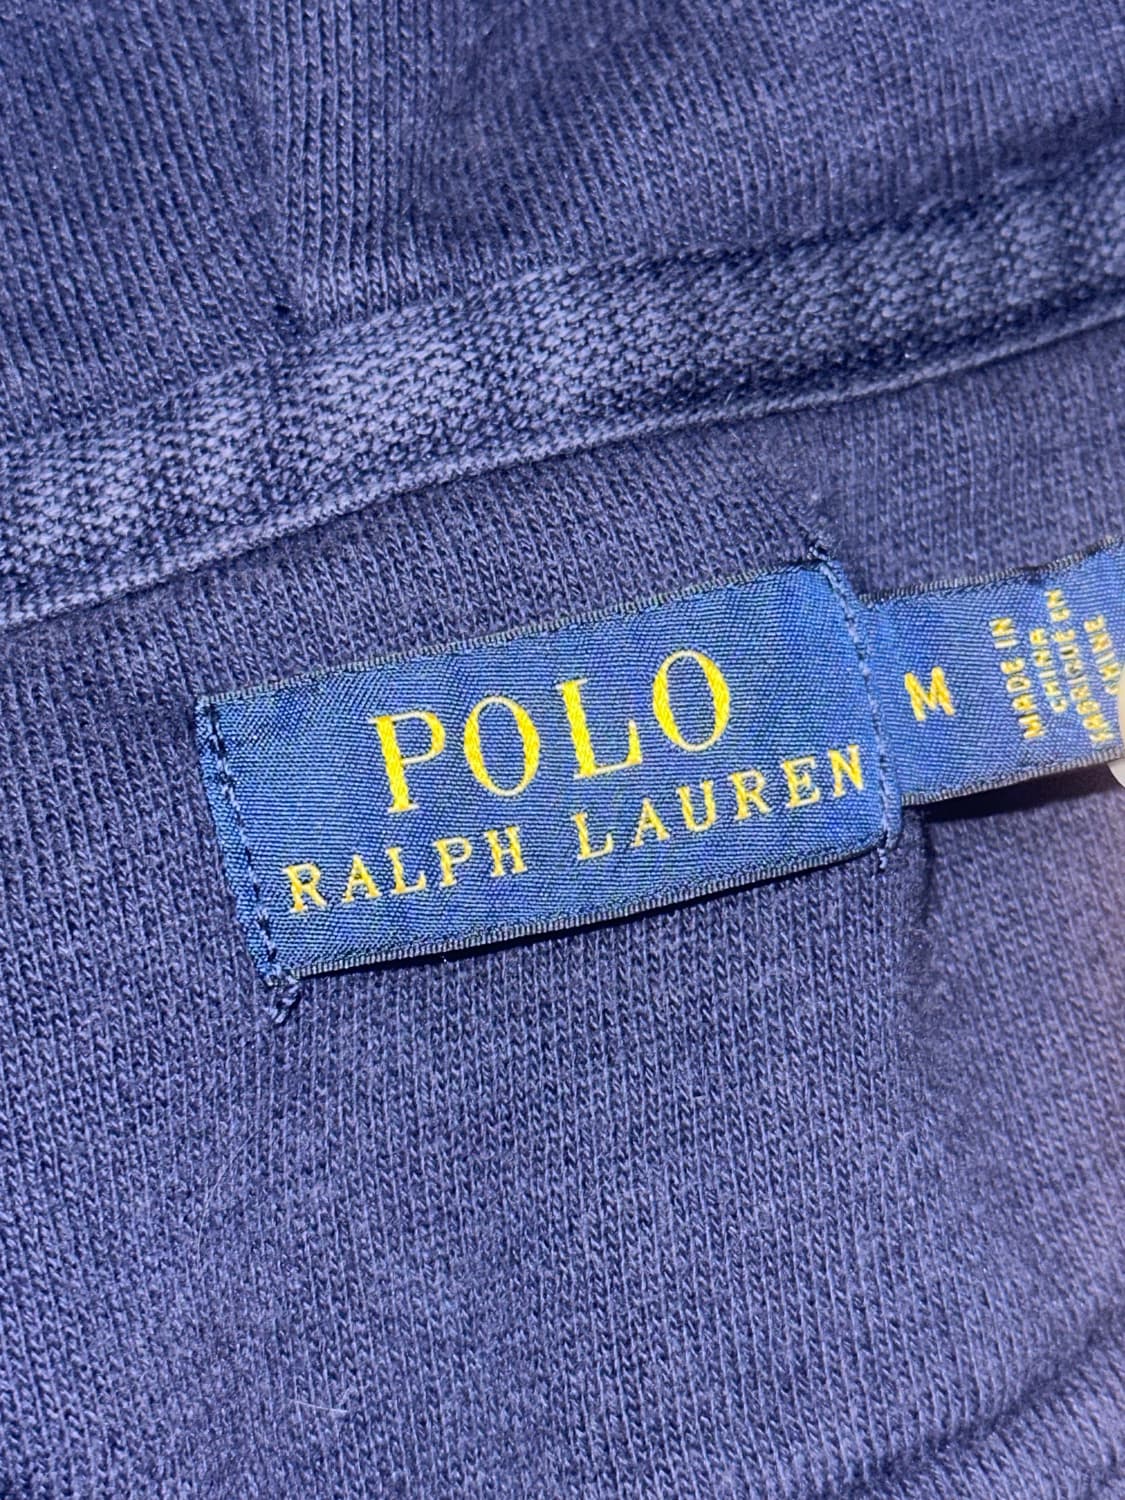 POLO
RALPH LAUREN
M
MADE IN
CHINA
FABRIQUÉ EN
CHINE